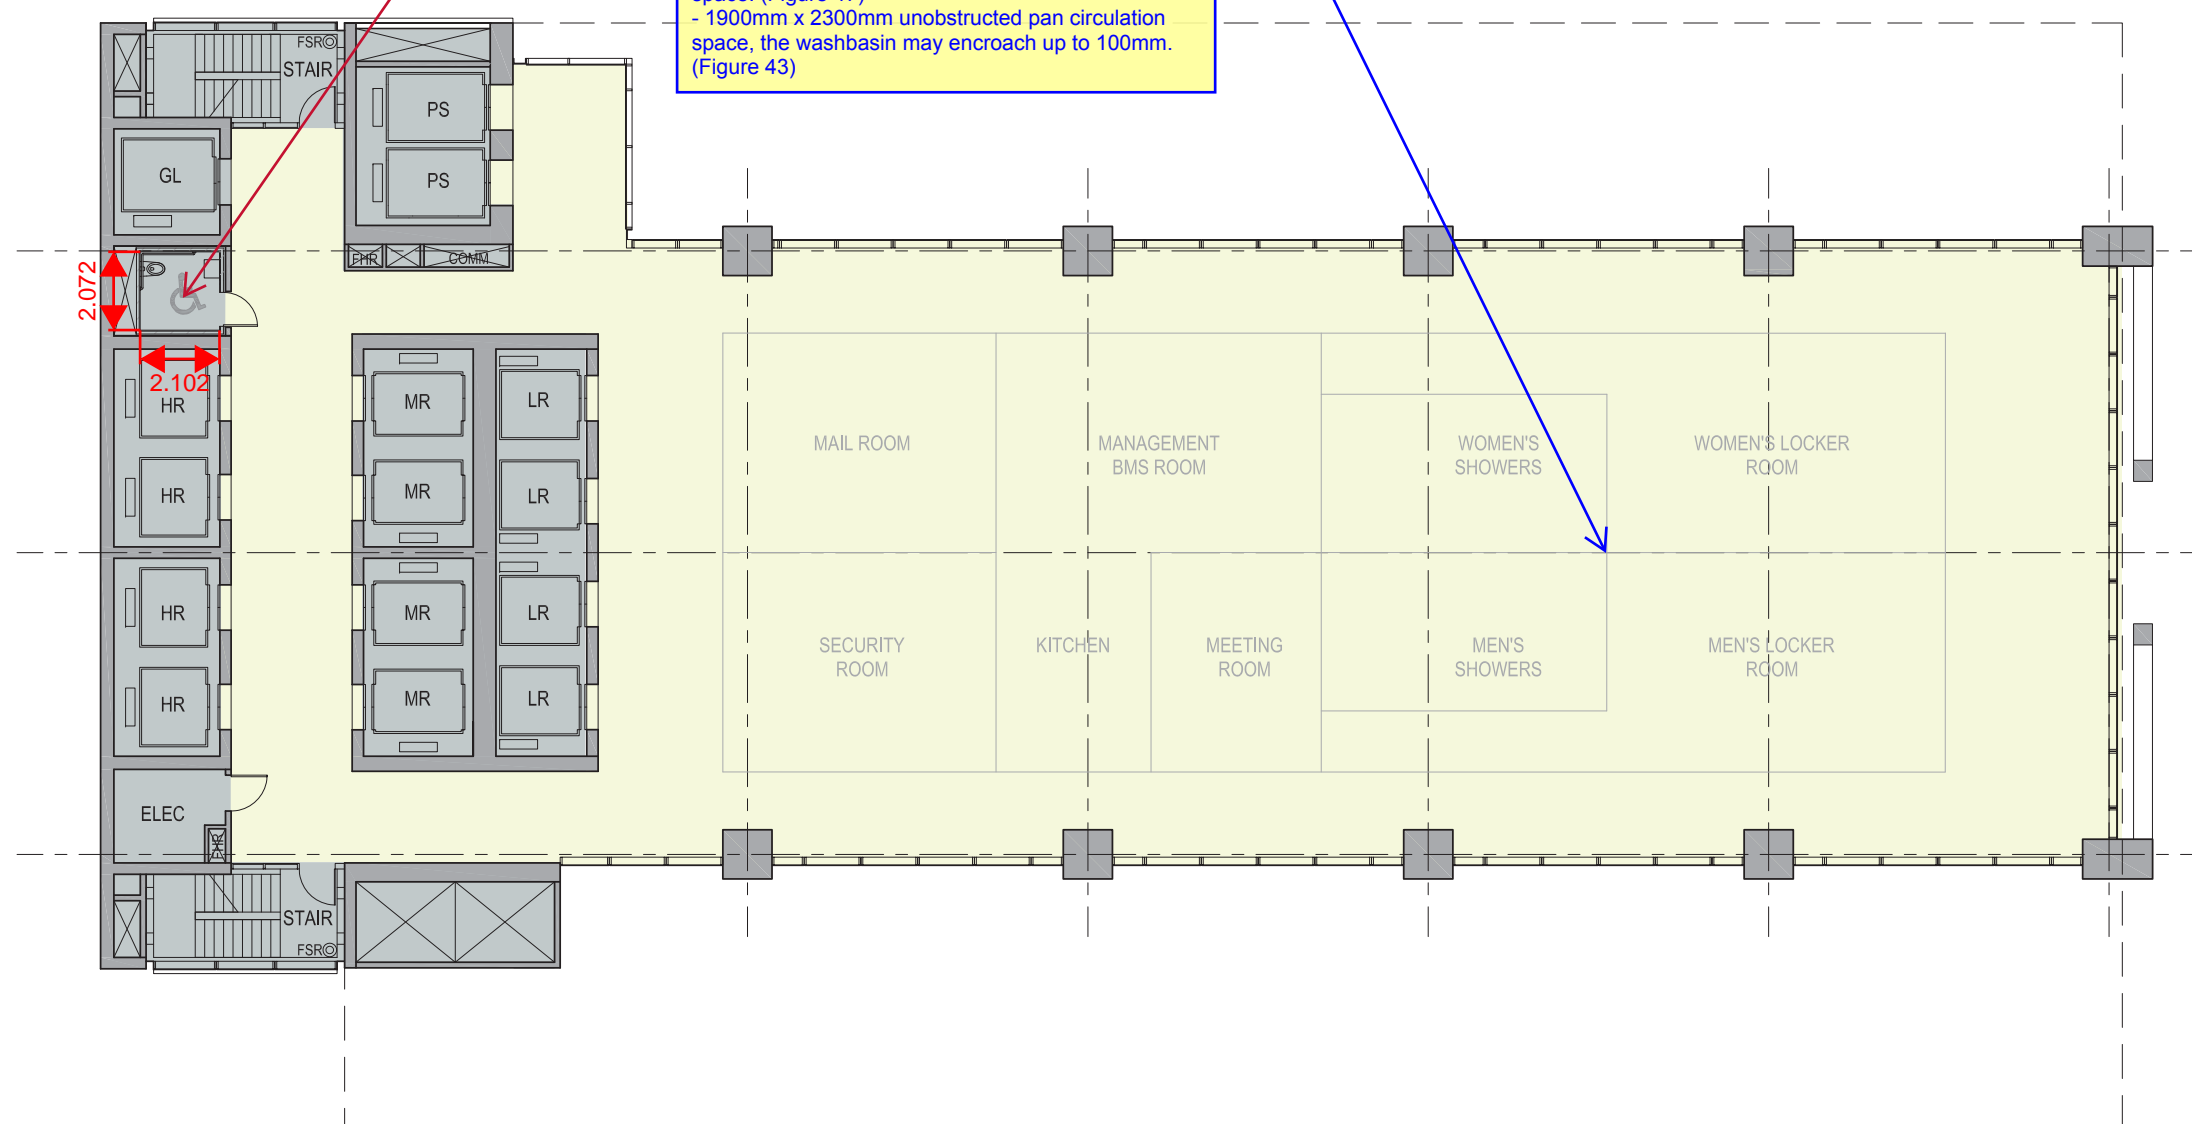 space. (Figure 47)
- 1900mm x 2300mm unobstructed pan circulation
space, the washbasin may encroach up to 100mm.
(Figure 43)
FSR
STAIR
PS
GL
PS
FHR
COMM
2.072
2.102
HR
MR
LR
MAIL ROOM
MANAGEMENT
BMS ROOM
WOMEN'S
SHOWERS
WOMEN'S LOCKER
ROOM
HR
MR
LR
HR
MR
LR
SECURITY
ROOM
KITCHEN
MEETING
ROOM
MEN'S
SHOWERS
MEN'S LOCKER
ROOM
HR
MR
LR
ELEC
FHR
STAIR
FSR